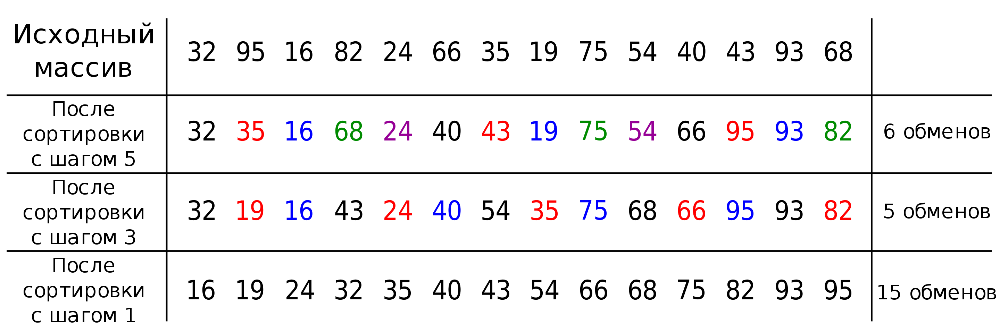 Исходный
массив
32 95 16 82 24 66 35 19 75 54 40 43 93 68
После
сортировки
с шагом 5
32 35 16 68 24 40 43 19 75 54 66 95 93 82
6 обменов
После
сортировки
с шагом 3
32 19 16 43 24 40 54 35 75 68 66 95 93 82
5 обменов
После
сортировки
с шагом 1
16 19 24 32 35 40 43 54 66 68 75 82 93 95
15 обменов